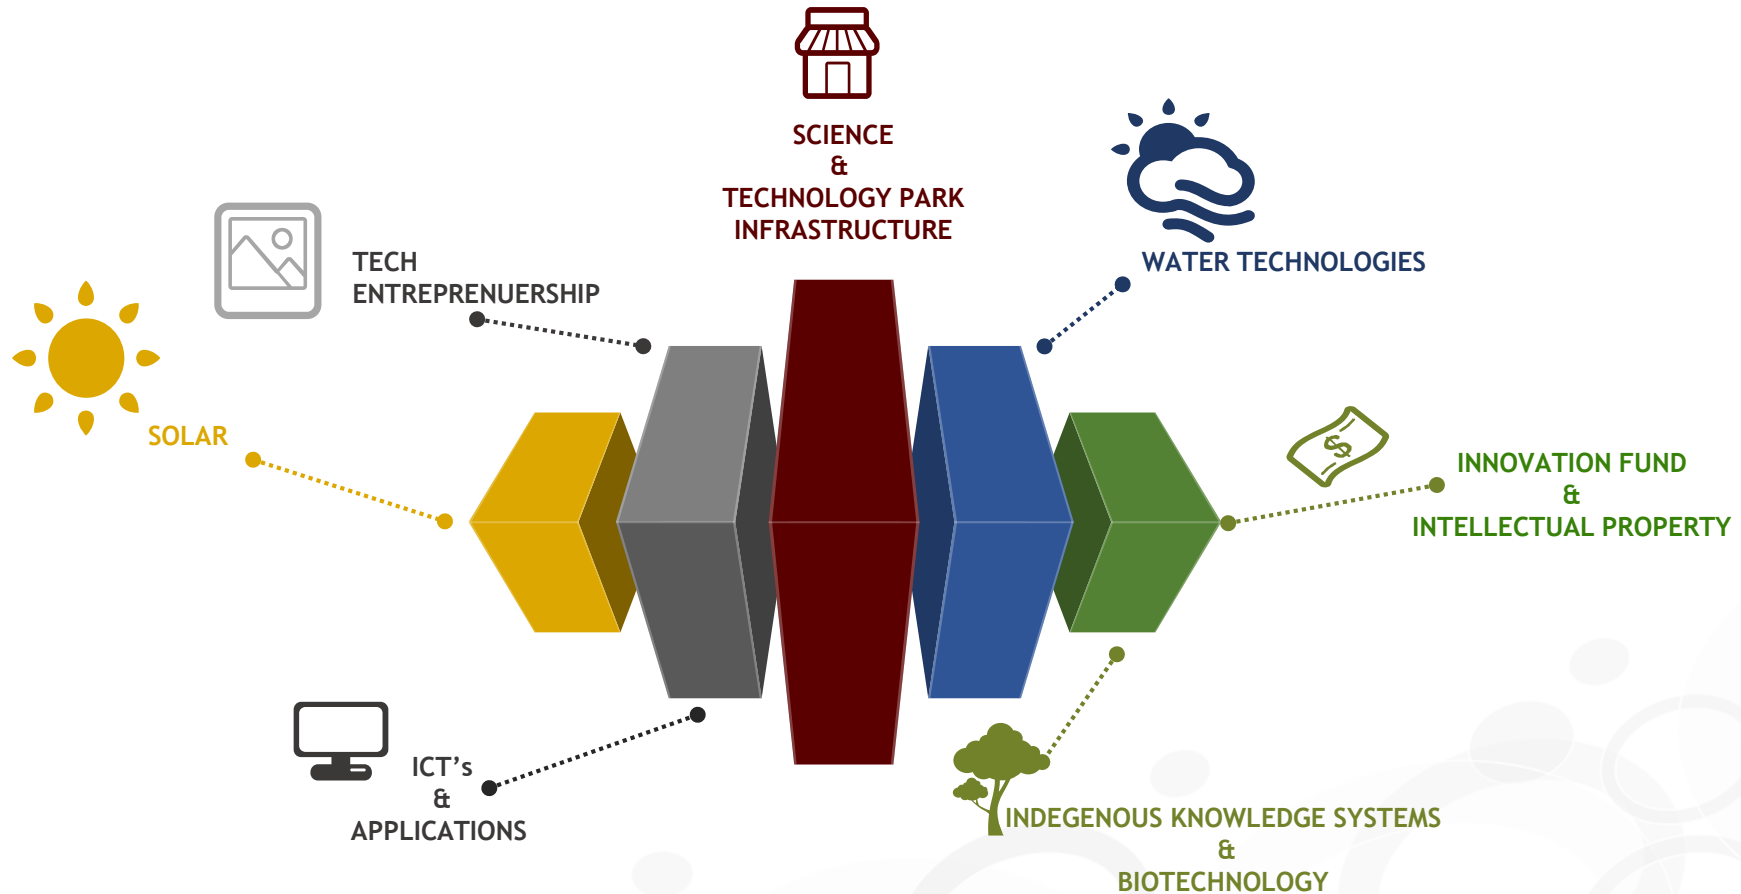 SCIENCE
&
TECHNOLOGY PARK
INFRASTRUCTURE
TECH
ENTREPRENUERSHIP
WATER TECHNOLOGIES
SOLAR
$
INNOVATION FUND
&
INTELLECTUAL PROPERTY
ICT’s
&
APPLICATIONS
INDEGENOUS KNOWLEDGE SYSTEMS
&
BIOTECHNOLOGY